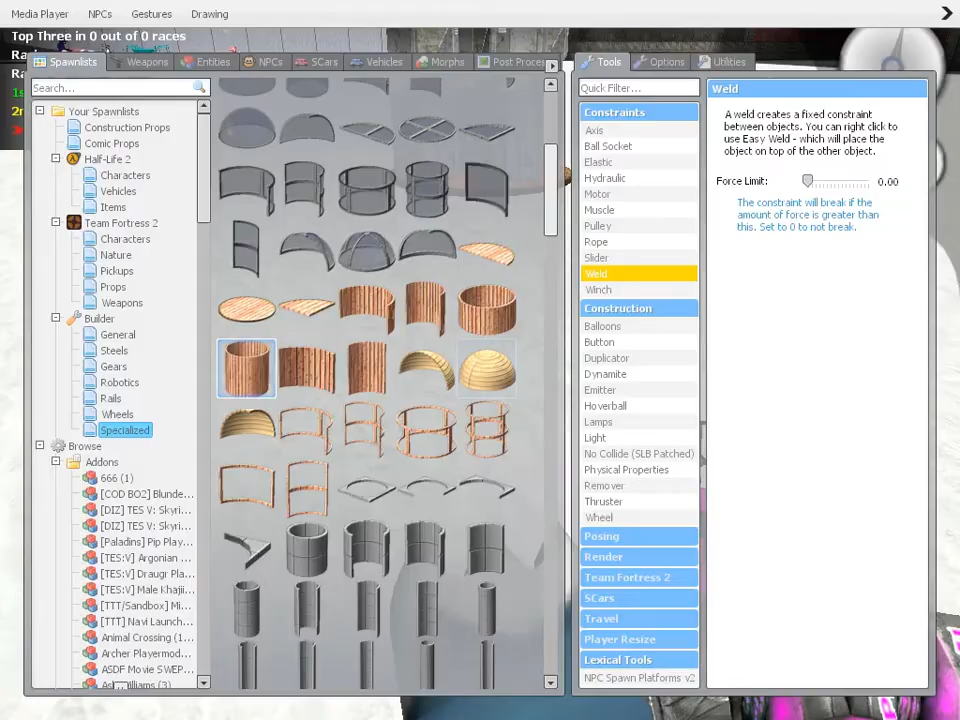 Media Player NPCs Gestures Drawing
Top Three in 0 out of 0 races
Spawnlists Weapons Entities NPCs SCars Vehicles Morphs Post Proces
Search...
Your Spawnlists
Construction Props
Comic Props
Half-Life 2
Characters
Vehicles
Items
Team Fortress 2
Characters
Nature
Pickups
Props
Weapons
Builder
General
Steels
Gears
Robotics
Rails
Wheels
Specialized
Browse
Addons
666 (1)
[COD BO2] Blunde...
[DIZ] TES V: Skyri...
[DIZ] TES V: Skyri...
[Paladins] Pip Play...
[TES:V] Argonian ...
[TES:V] Draugr Pla...
[TES:V] Male Khajii...
[TTT/Sandbox] Mi...
[TTT] Navi Launch...
Animal Crossing (1...
Archer Playermod...
ASDF Movie SWEP...
Tools Options Utilities
Quick Filter...
Constraints
Axis
Ball Socket
Elastic
Hydraulic
Motor
Muscle
Pulley
Rope
Slider
Weld
Winch
Construction
Balloons
Button
Duplicator
Dynamite
Emitter
Hoverball
Lamps
Light
No Collide (SLB Patched)
Physical Properties
Remover
Thruster
Wheel
Posing
Render
Team Fortress 2
SCars
Travel
Player Resize
Lexical Tools
NPC Spawn Platforms v2
Weld
A weld creates a fixed constraint
between objects. You can right click to
use Easy Weld - which will place the
object on top of the other object.
Force Limit: 0.00
The constraint will break if the
amount of force is greater than
this. Set to 0 to not break.